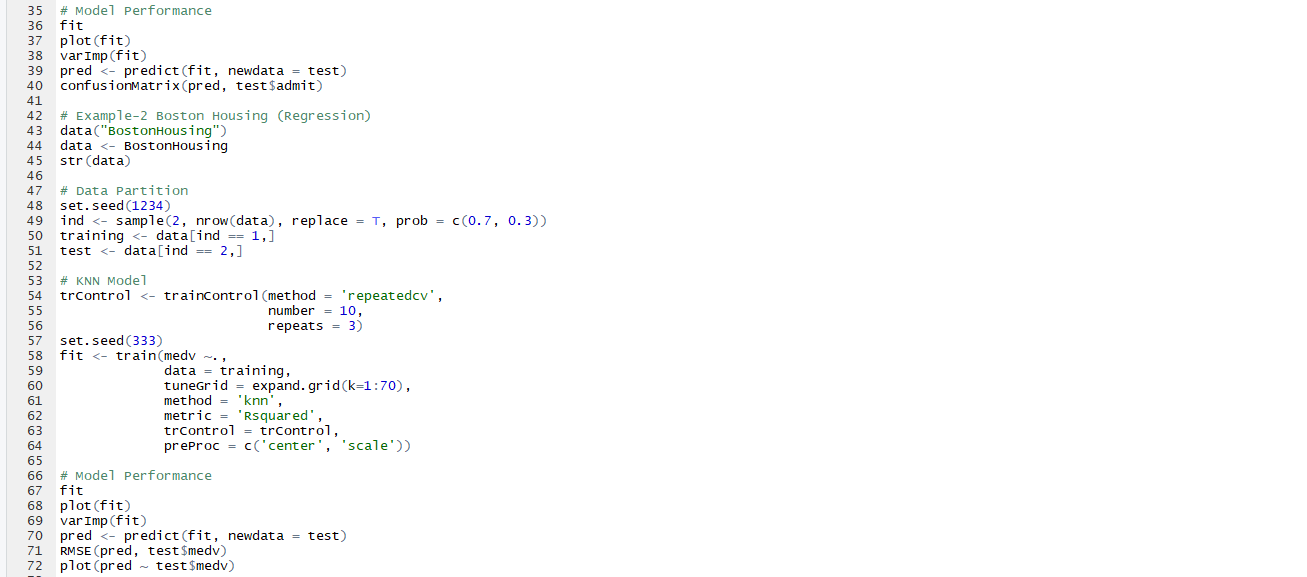 35 # Model Performance
36 fit
37 plot(fit)
38 varImp(fit)
39 pred <- predict(fit, newdata = test)
40 confusionMatrix(pred, test$admit)
41
42 # Example-2 Boston Housing (Regression)
43 data("BostonHousing")
44 data <- BostonHousing
45 str(data)
46
47 # Data Partition
48 set.seed(1234)
49 ind <- sample(2, nrow(data), replace = T, prob = c(0.7, 0.3))
50 training <- data[ind == 1,]
51 test <- data[ind == 2,]
52
53 # KNN Model
54 trControl <- trainControl(method = 'repeatedcv',
55                           number = 10,
56                           repeats = 3)
57 set.seed(333)
58 fit <- train(medv ~.,
59              data = training,
60              tuneGrid = expand.grid(k=1:70),
61              method = 'knn',
62              metric = 'Rsquared',
63              trControl = trControl,
64              preProc = c('center', 'scale'))
65
66 # Model Performance
67 fit
68 plot(fit)
69 varImp(fit)
70 pred <- predict(fit, newdata = test)
71 RMSE(pred, test$medv)
72 plot(pred ~ test$medv)